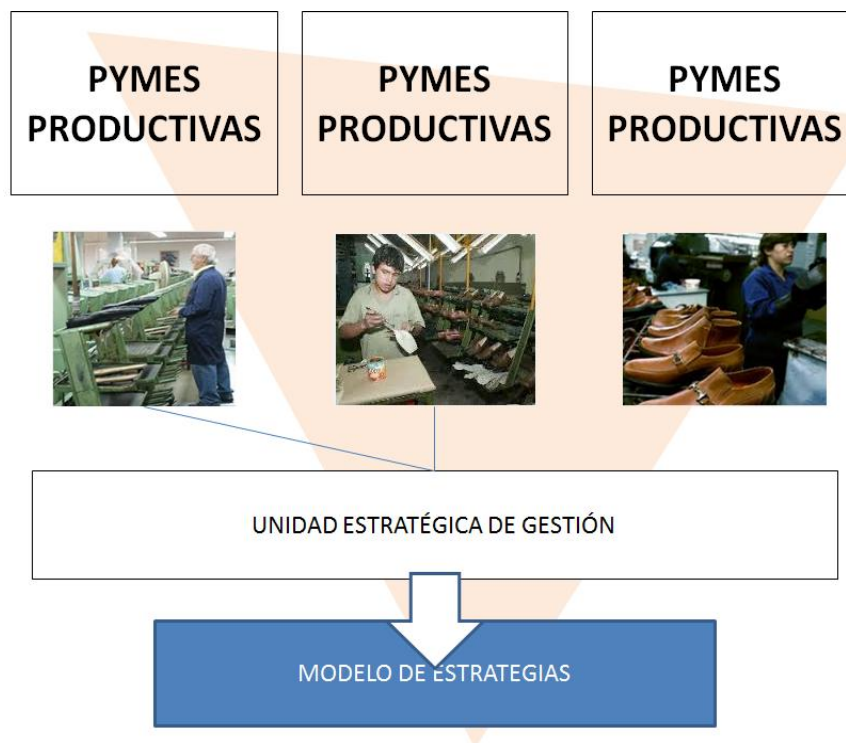 PYMES
PRODUCTIVAS
PYMES
PRODUCTIVAS
PYMES
PRODUCTIVAS
UNIDAD ESTRATÉGICA DE GESTIÓN
MODELO DE ESTRATEGIAS